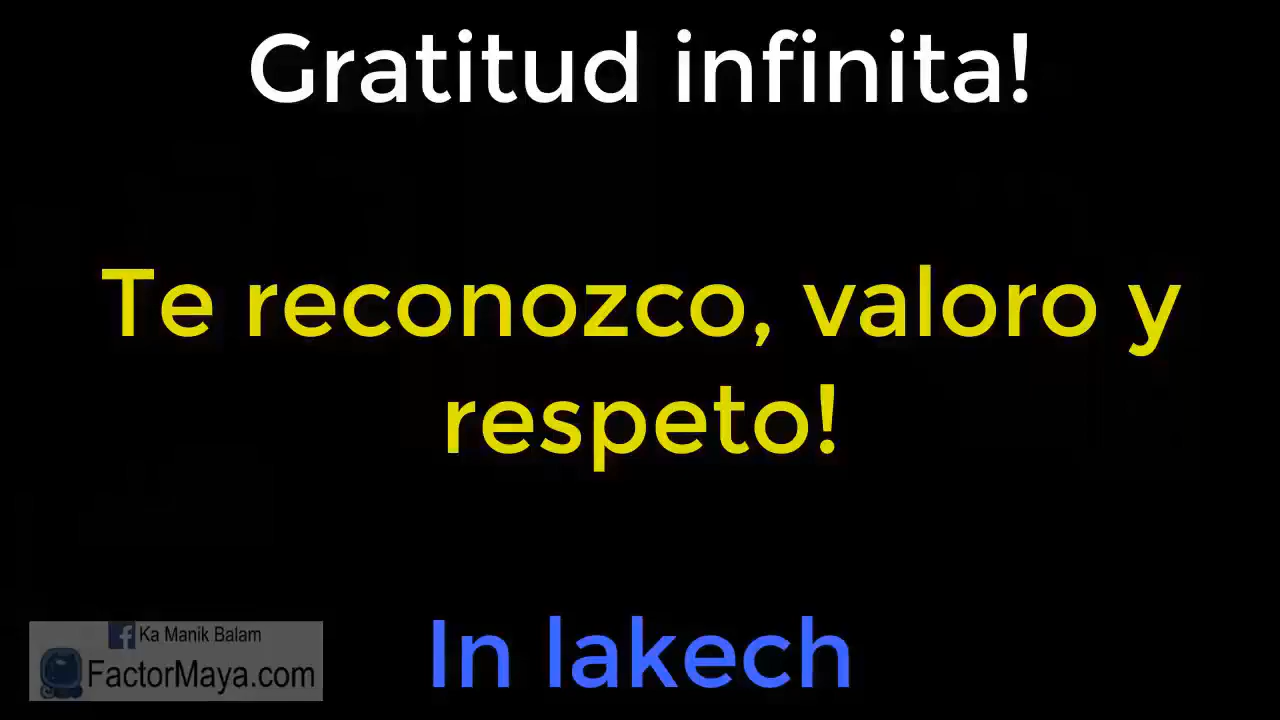 Gratitud infinita!
Te reconozco, valoro y
respeto!
In lakech
Ka Manik Balam
FactorMaya.com